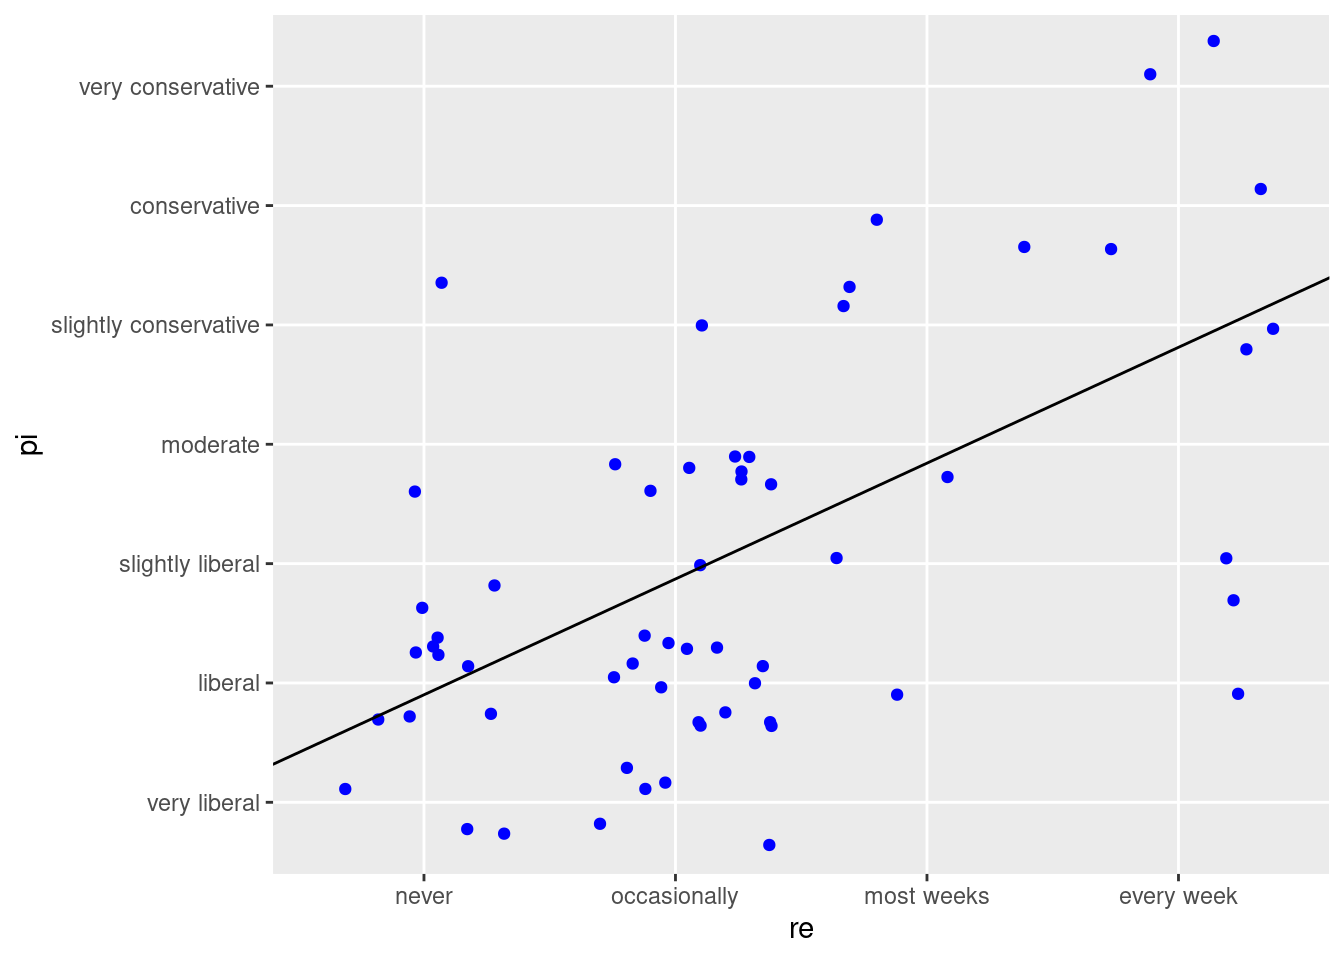 very conservative
conservative
slightly conservative
moderate
slightly liberal
liberal
very liberal
pi
never occasionally most weeks every week
re